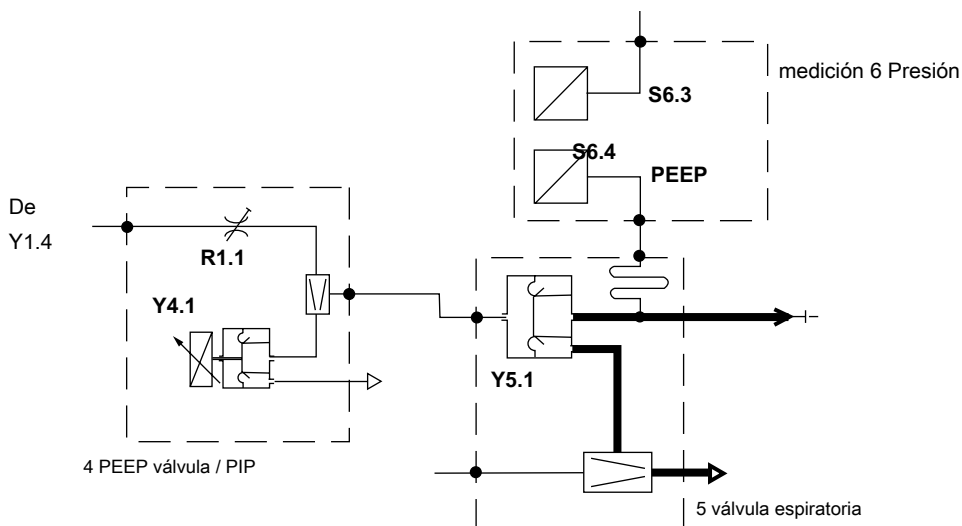 medición 6 Presión
S6.3
S6.4
PEEP
De
Y1.4
R1.1
Y4.1
Y5.1
4 PEEP válvula / PIP
5 válvula espiratoria